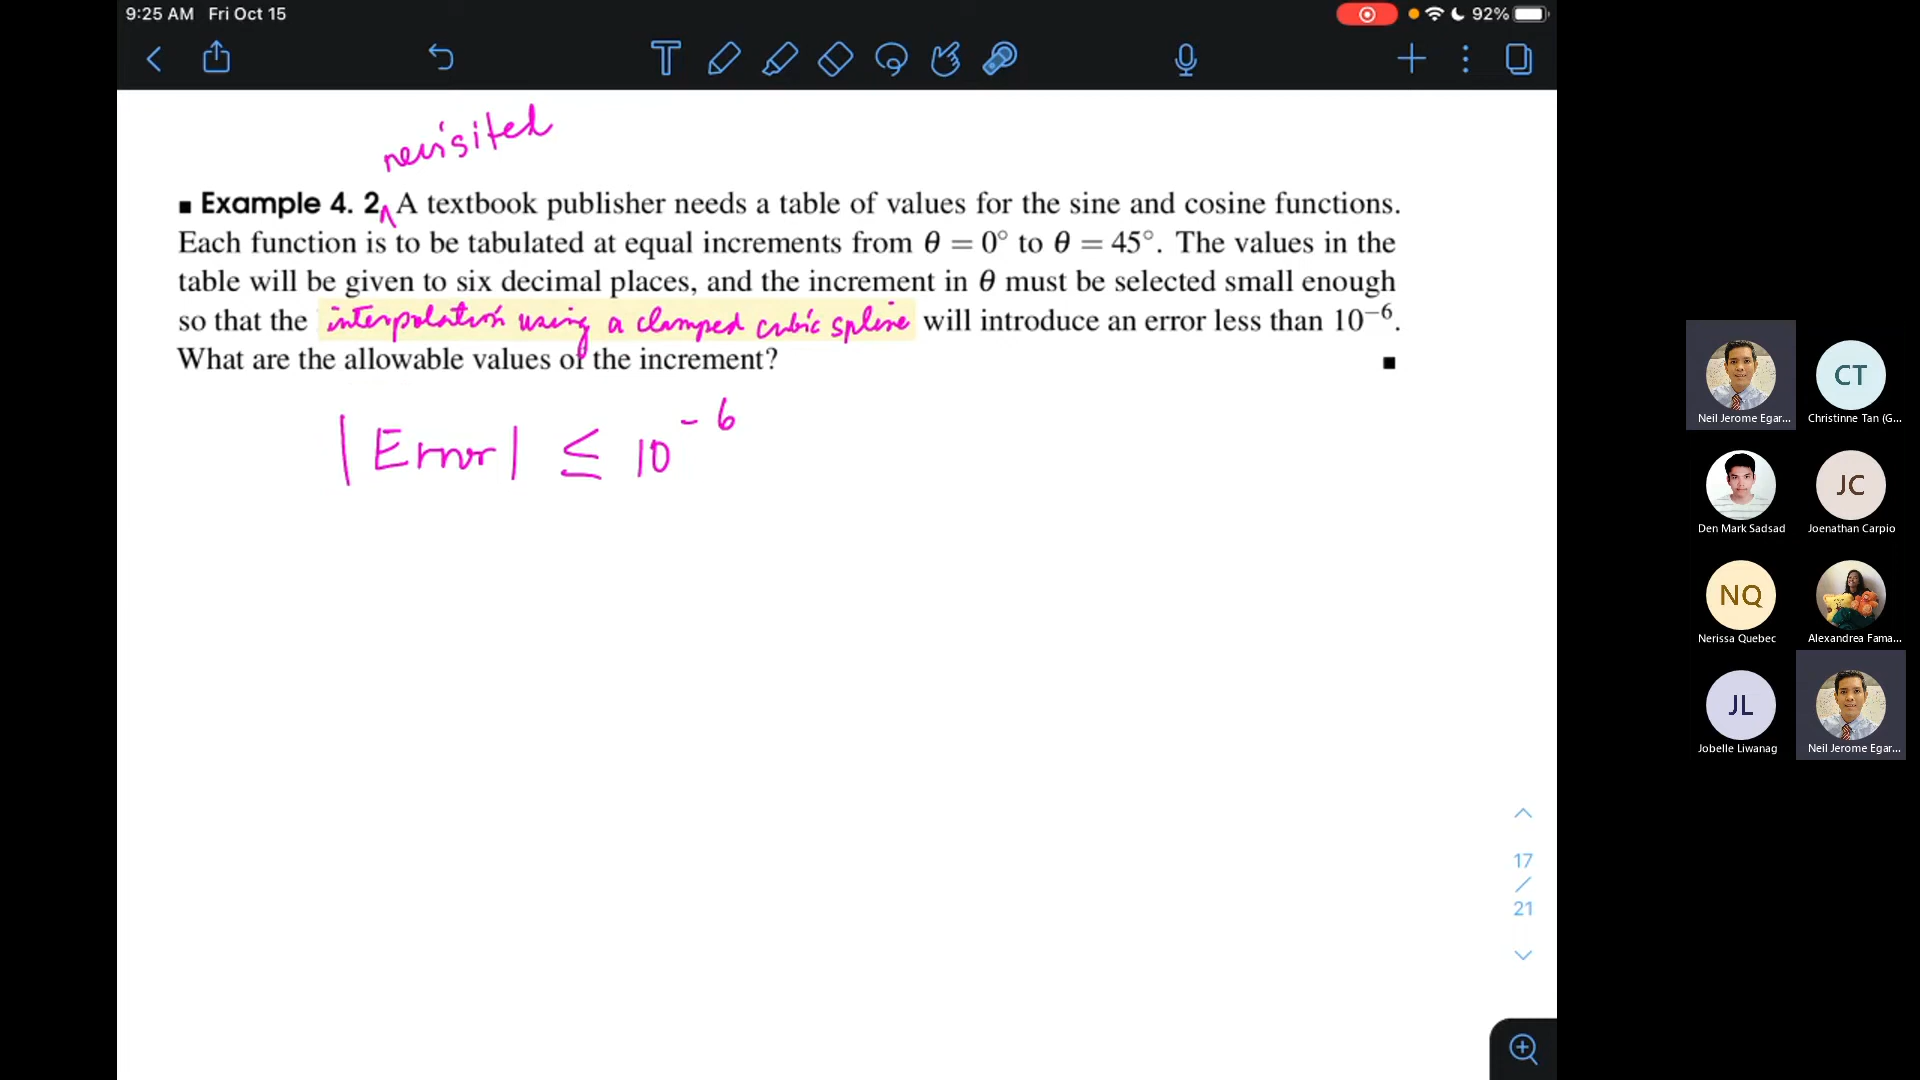 9:25 AM Fri Oct 15
92%
revisited
■ Example 4. 2 ^ A textbook publisher needs a table of values for the sine and cosine functions.
Each function is to be tabulated at equal increments from θ = 0° to θ = 45°. The values in the
table will be given to six decimal places, and the increment in θ must be selected small enough
so that the interpolation using a clamped cubic spline will introduce an error less than 10⁻⁶.
What are the allowable values of the increment? ■
|Error| ≤ 10⁻⁶
17
/
21
Neil Jerome Egar...
CT
Christinne Tan (G...
Den Mark Sadsad
JC
Joenathan Carpio
NQ
Nerissa Quebec
Alexandrea Fama...
JL
Jobelle Liwanag
Neil Jerome Egar...